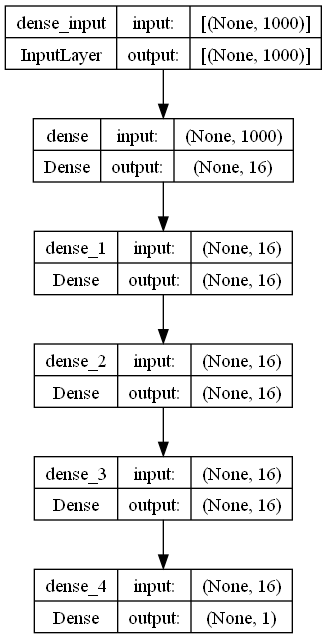 dense_input input: [(None, 1000)]
InputLayer output: [(None, 1000)]
dense input: (None, 1000)
Dense output: (None, 16)
dense_1 input: (None, 16)
Dense output: (None, 16)
dense_2 input: (None, 16)
Dense output: (None, 16)
dense_3 input: (None, 16)
Dense output: (None, 16)
dense_4 input: (None, 16)
Dense output: (None, 1)